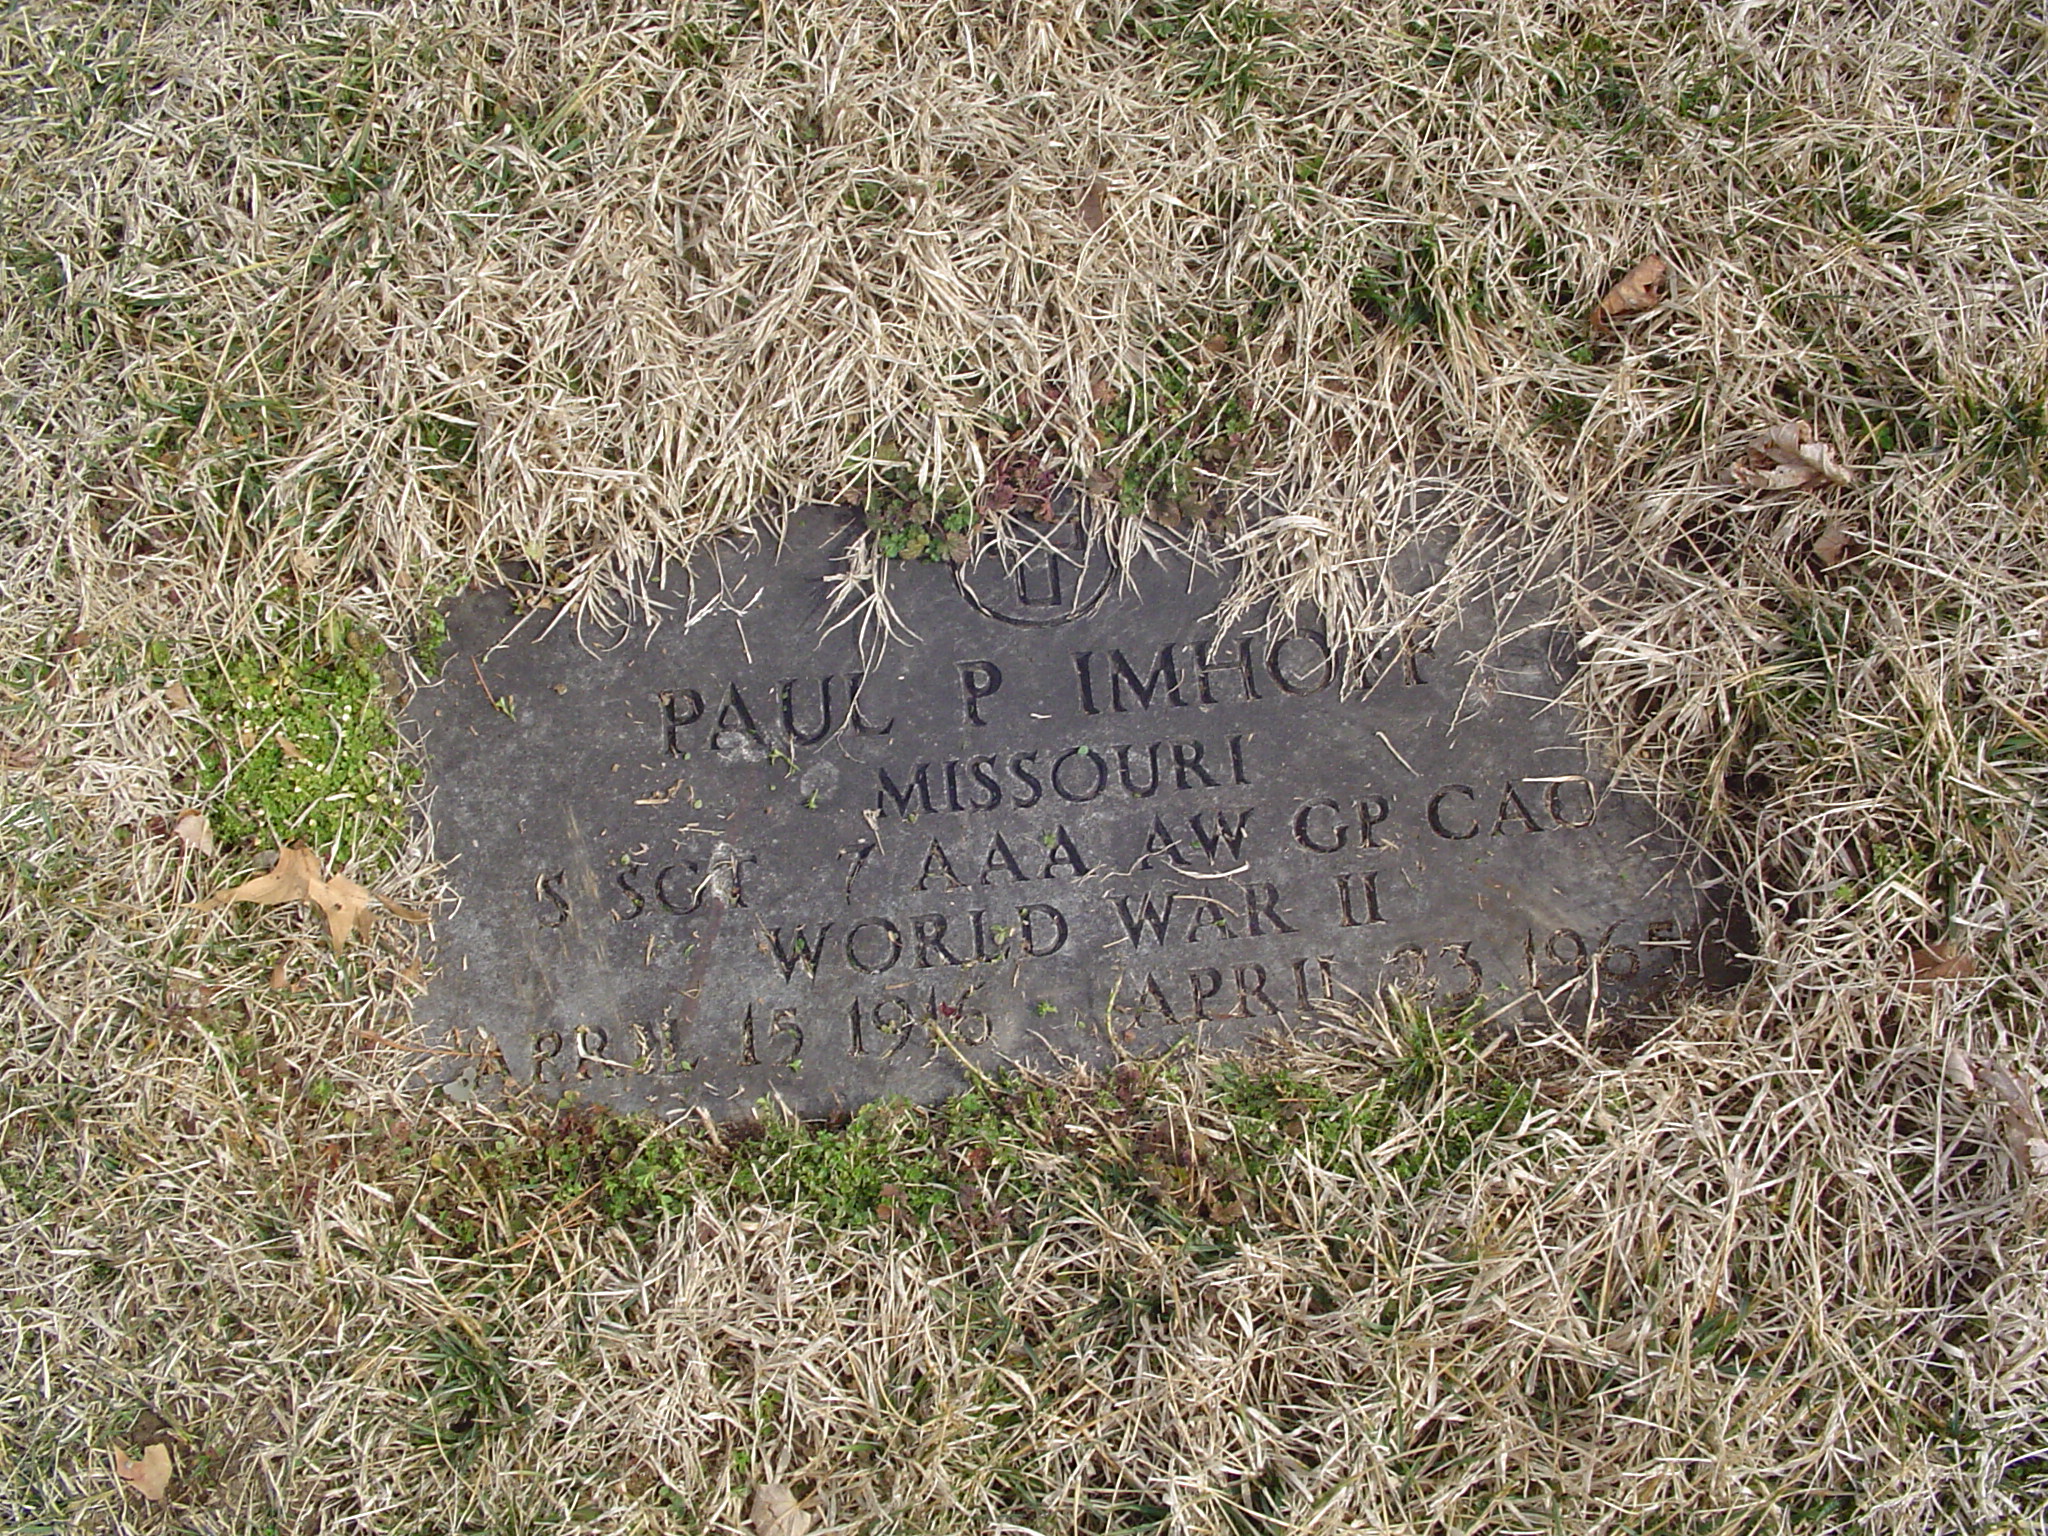 PAUL P IMHOFF
MISSOURI
S SGT 7 AAA AW GP CAC
WORLD WAR II
APRIL 15 1916 APRIL 23 1965